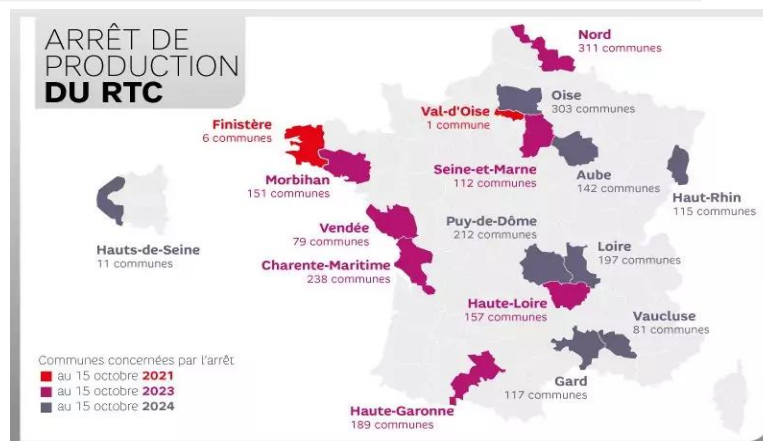 ARRÊT DE
PRODUCTION
DU RTC
Nord
311 communes
Oise
303 communes
Val-d'Oise
1 commune
Finistère
6 communes
Seine-et-Marne
112 communes
Aube
142 communes
Morbihan
151 communes
Haut-Rhin
115 communes
Vendée
79 communes
Puy-de-Dôme
212 communes
Hauts-de-Seine
11 communes
Loire
197 communes
Charente-Maritime
238 communes
Haute-Loire
157 communes
Vaucluse
81 communes
Gard
117 communes
Haute-Garonne
189 communes
Communes concernées par l'arrêt
au 15 octobre 2021
au 15 octobre 2023
au 15 octobre 2024